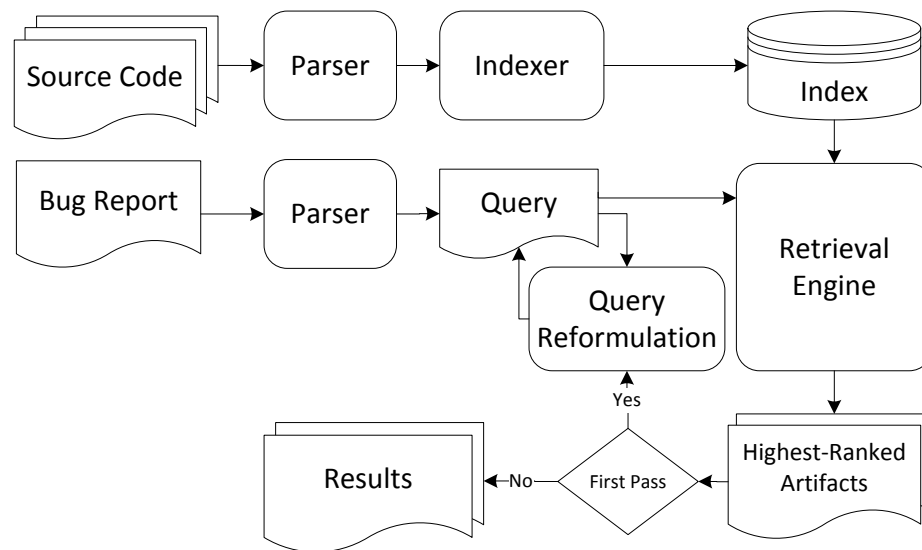 Source Code
Parser
Indexer
Index
Bug Report
Parser
Query
Retrieval
Engine
Query
Reformulation
Yes
Results
No
First Pass
Highest-Ranked
Artifacts